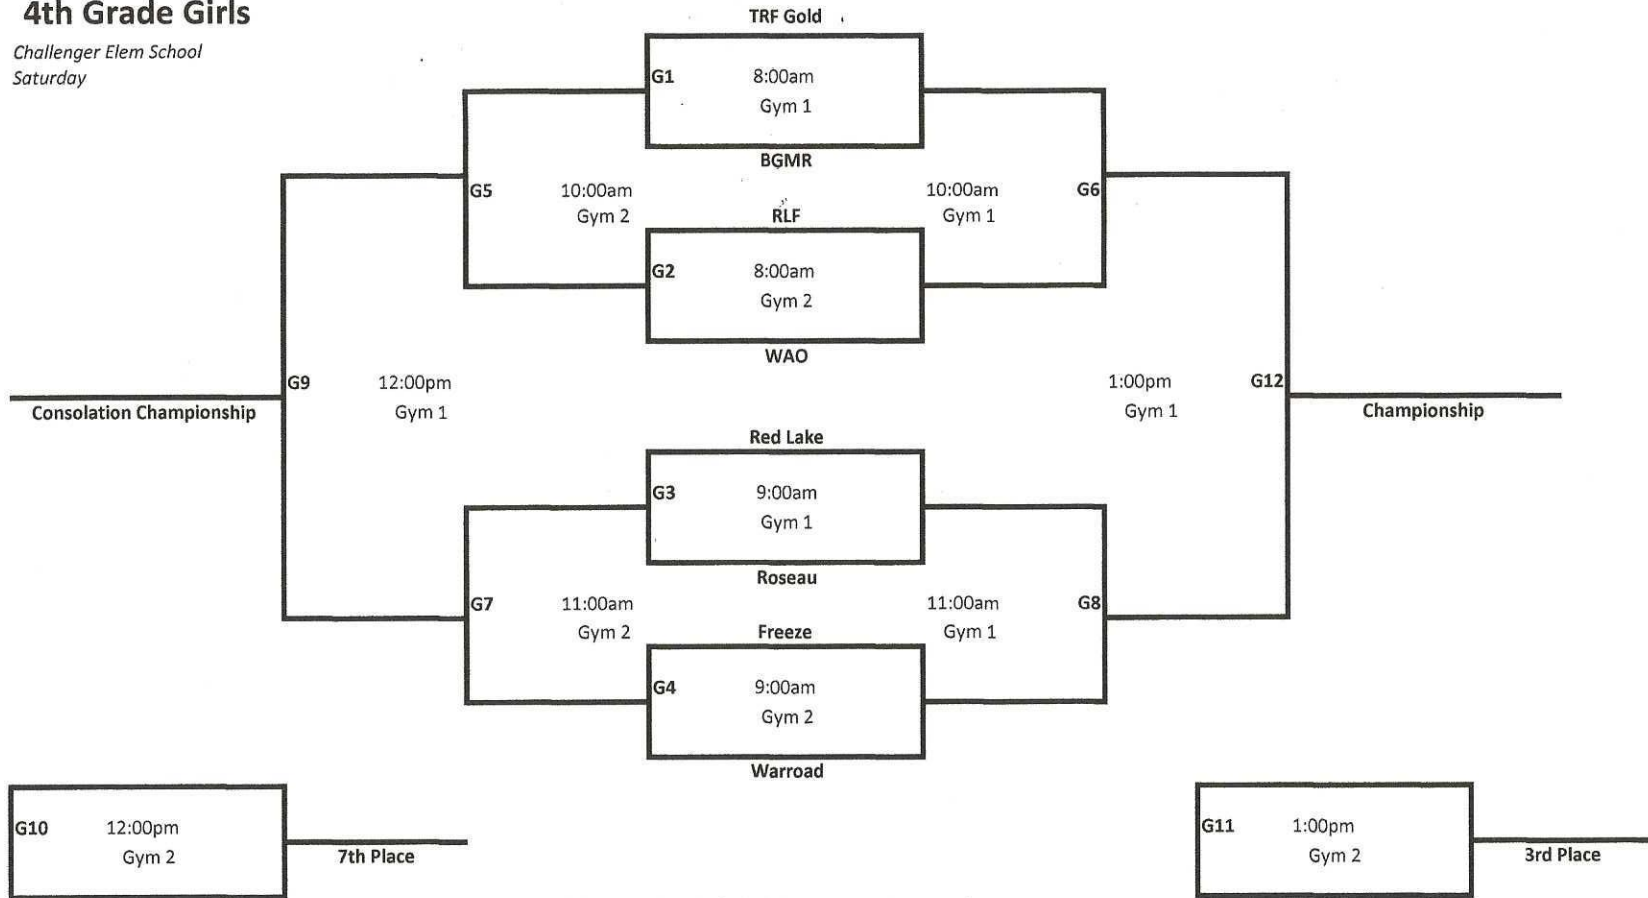 4th Grade Girls
Challenger Elem School
Saturday
TRF Gold
G1 8:00am
Gym 1
BGMR
G5 10:00am
Gym 2
10:00am G6
Gym 1
RLF
G2 8:00am
Gym 2
WAO
G9 12:00pm
Gym 1
Consolation Championship
1:00pm G12
Gym 1
Championship
Red Lake
G3 9:00am
Gym 1
Roseau
G7 11:00am
Gym 2
11:00am G8
Gym 1
Freeze
G4 9:00am
Gym 2
Warroad
G10 12:00pm
Gym 2
7th Place
G11 1:00pm
Gym 2
3rd Place